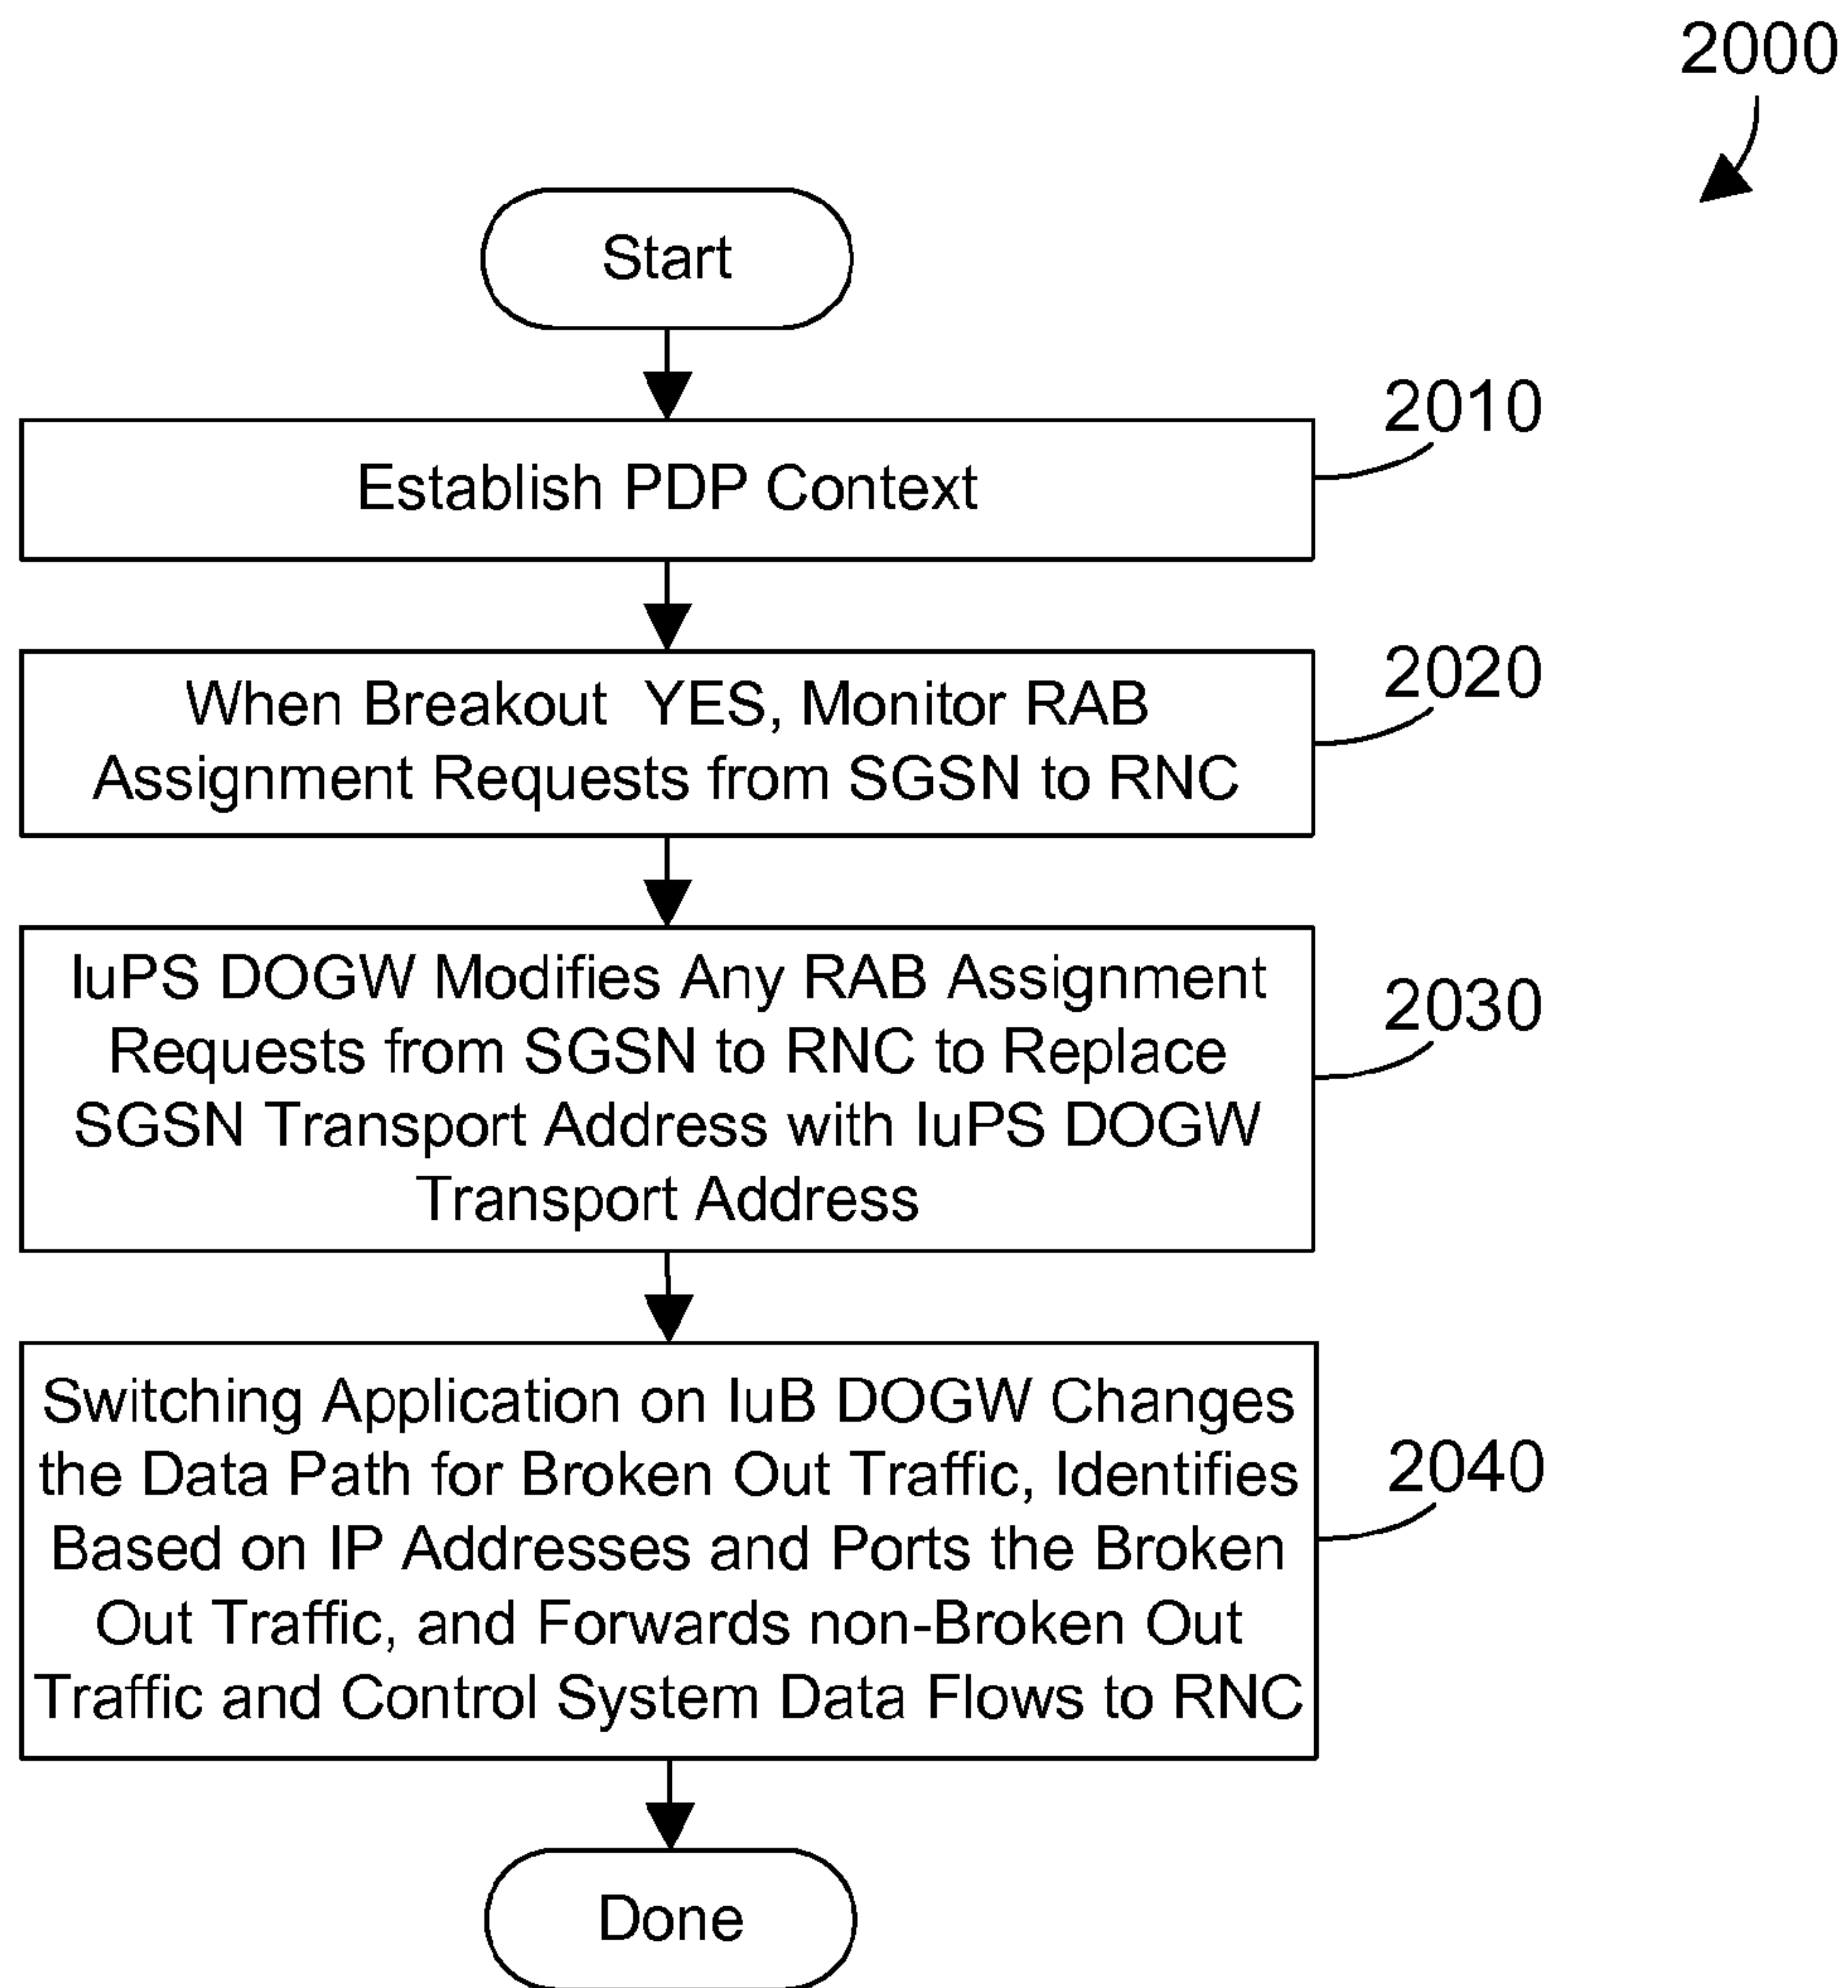 2000
Start
2010
Establish PDP Context
2020
When Breakout YES, Monitor RAB
Assignment Requests from SGSN to RNC
2030
IuPS DOGW Modifies Any RAB Assignment
Requests from SGSN to RNC to Replace
SGSN Transport Address with IuPS DOGW
Transport Address
2040
Switching Application on IuB DOGW Changes
the Data Path for Broken Out Traffic, Identifies
Based on IP Addresses and Ports the Broken
Out Traffic, and Forwards non-Broken Out
Traffic and Control System Data Flows to RNC
Done